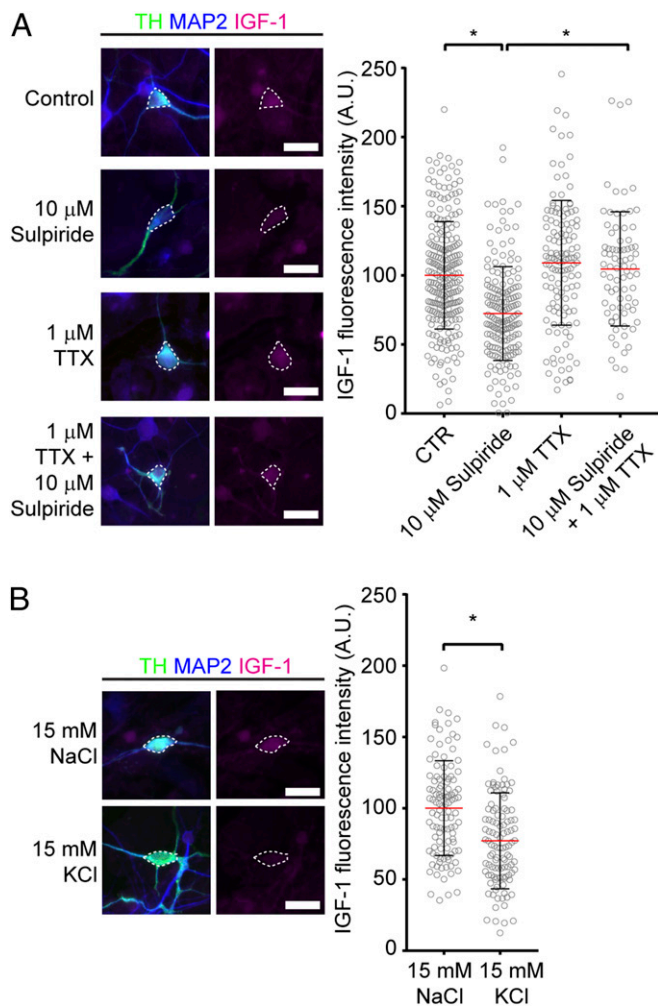 A
TH MAP2 IGF-1
Control
10 μM
Sulpiride
1 μM
TTX
1 μM
TTX +
10 μM
Sulpiride
IGF-1 fluorescence intensity (A.U.)
250
200
150
100
50
0
*
*
CTR
10 μM Sulpiride
1 μM TTX
10 μM Sulpiride
+ 1 μM TTX
B
TH MAP2 IGF-1
15 mM
NaCl
15 mM
KCl
IGF-1 fluorescence intensity (A.U.)
250
200
150
100
50
0
*
15 mM
NaCl
15 mM
KCl